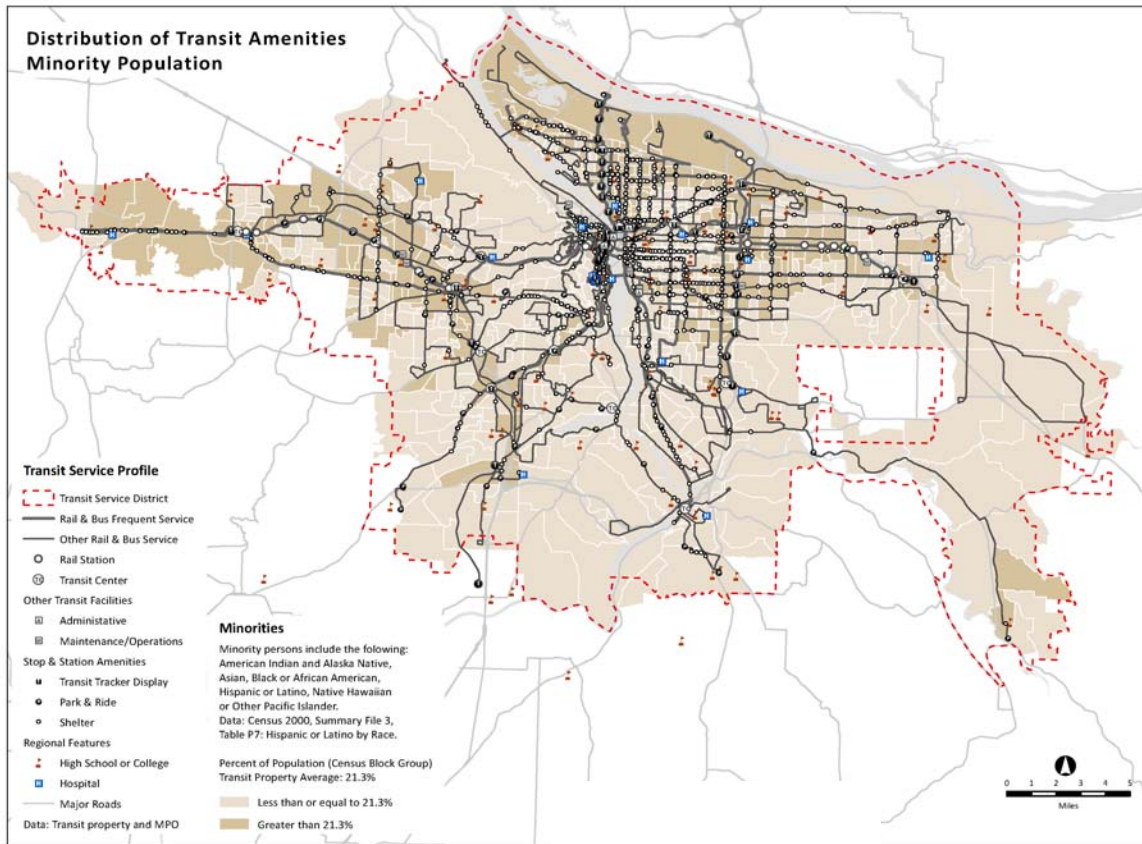 Distribution of Transit Amenities
Minority Population
Transit Service Profile
Transit Service District
Rail & Bus Frequent Service
Other Rail & Bus Service
Rail Station
TC Transit Center
Other Transit Facilities
Administative
Maintenance/Operations
Stop & Station Amenities
Transit Tracker Display
Park & Ride
Shelter
Regional Features
High School or College
H Hospital
Major Roads
Data: Transit property and MPO
Minorities
Minority persons include the folowing:
American Indian and Alaska Native,
Asian, Black or African American,
Hispanic or Latino, Native Hawaiian
or Other Pacific Islander.
Data: Census 2000, Summary File 3,
Table P7: Hispanic or Latino by Race.
Percent of Population (Census Block Group)
Transit Property Average: 21.3%
Less than or equal to 21.3%
Greater than 21.3%
0 1 2 3 4 5
Miles